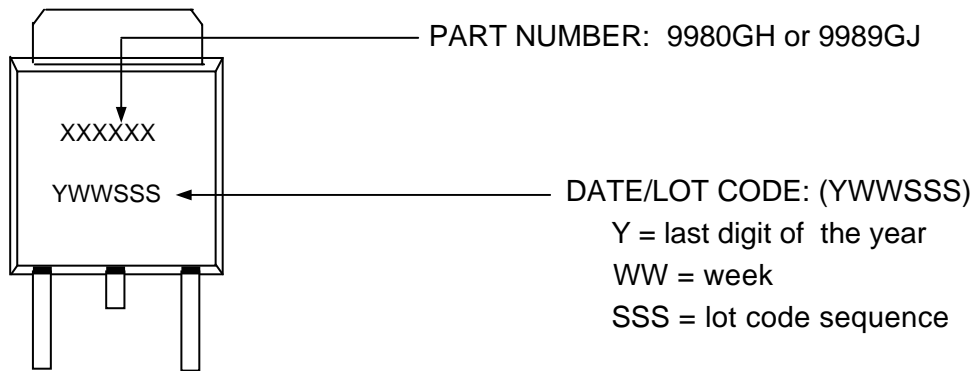 PART NUMBER: 9980GH or 9989GJ
XXXXXX
YWWSSS
DATE/LOT CODE: (YWWSSS)
Y = last digit of the year
WW = week
SSS = lot code sequence